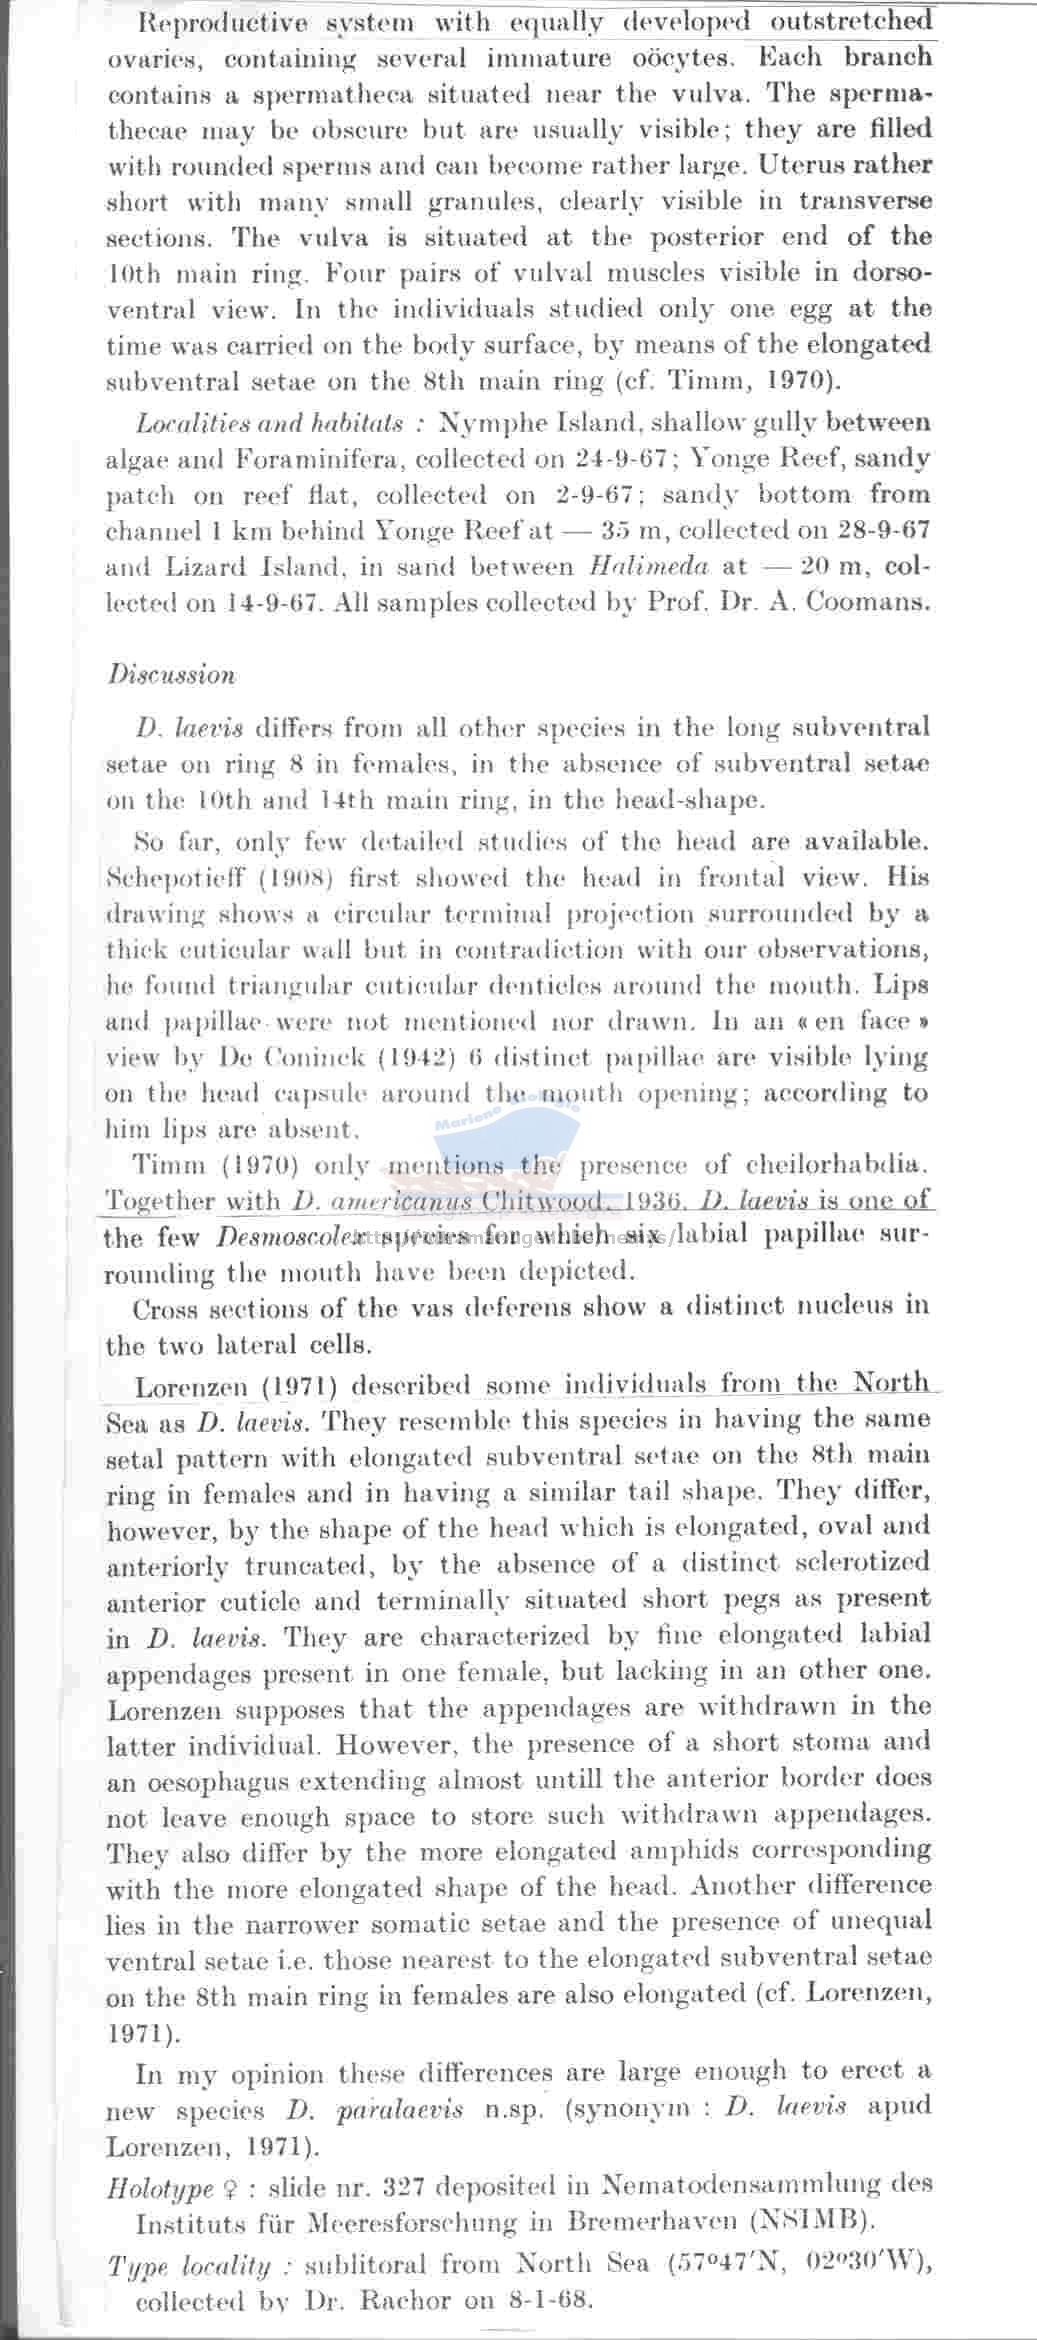 Reproductive system with equally developed outstretched
ovaries, containing several immature oöcytes. Each branch
contains a spermatheca situated near the vulva. The sperma-
thecae may be obscure but are usually visible; they are filled
with rounded sperms and can become rather large. Uterus rather
short with many small granules, clearly visible in transverse
sections. The vulva is situated at the posterior end of the
10th main ring. Four pairs of vulval muscles visible in dorso-
ventral view. In the individuals studied only one egg at the
time was carried on the body surface, by means of the elongated
subventral setae on the 8th main ring (cf. Timm, 1970).
Localities and habitats : Nymphe Island, shallow gully between
algae and Foraminifera, collected on 24-9-67; Yonge Reef, sandy
patch on reef flat, collected on 2-9-67; sandy bottom from
channel 1 km behind Yonge Reef at — 35 m, collected on 28-9-67
and Lizard Island, in sand between Halimeda at — 20 m, col-
lected on 14-9-67. All samples collected by Prof. Dr. A. Coomans.
Discussion
D. laevis differs from all other species in the long subventral
setae on ring 8 in females, in the absence of subventral setae
on the 10th and 14th main ring, in the head-shape.
So far, only few detailed studies of the head are available.
Schepotieff (1908) first showed the head in frontal view. His
drawing shows a circular terminal projection surrounded by a
thick cuticular wall but in contradiction with our observations,
he found triangular cuticular denticles around the mouth. Lips
and papillae were not mentioned nor drawn. In an « en face »
view by De Coninck (1942) 6 distinct papillae are visible lying
on the head capsule around the mouth opening; according to
him lips are absent.
Timm (1970) only mentions the presence of cheilorhabdia.
Together with D. americanus Chitwood, 1936, D. laevis is one of
the few Desmoscolex species for which six labial papillae sur-
rounding the mouth have been depicted.
Cross sections of the vas deferens show a distinct nucleus in
the two lateral cells.
Lorenzen (1971) described some individuals from the North
Sea as D. laevis. They resemble this species in having the same
setal pattern with elongated subventral setae on the 8th main
ring in females and in having a similar tail shape. They differ,
however, by the shape of the head which is elongated, oval and
anteriorly truncated, by the absence of a distinct sclerotized
anterior cuticle and terminally situated short pegs as present
in D. laevis. They are characterized by fine elongated labial
appendages present in one female, but lacking in an other one.
Lorenzen supposes that the appendages are withdrawn in the
latter individual. However, the presence of a short stoma and
an oesophagus extending almost untill the anterior border does
not leave enough space to store such withdrawn appendages.
They also differ by the more elongated amphids corresponding
with the more elongated shape of the head. Another difference
lies in the narrower somatic setae and the presence of unequal
ventral setae i.e. those nearest to the elongated subventral setae
on the 8th main ring in females are also elongated (cf. Lorenzen,
1971).
In my opinion these differences are large enough to erect a
new species D. paralaevis n.sp. (synonym : D. laevis apud
Lorenzen, 1971).
Holotype ♀ : slide nr. 327 deposited in Nematodensammlung des
Instituts für Meeresforschung in Bremerhaven (NSIMB).
Type locality : sublitoral from North Sea (57º47′N, 02º30′W),
collected by Dr. Rachor on 8-1-68.